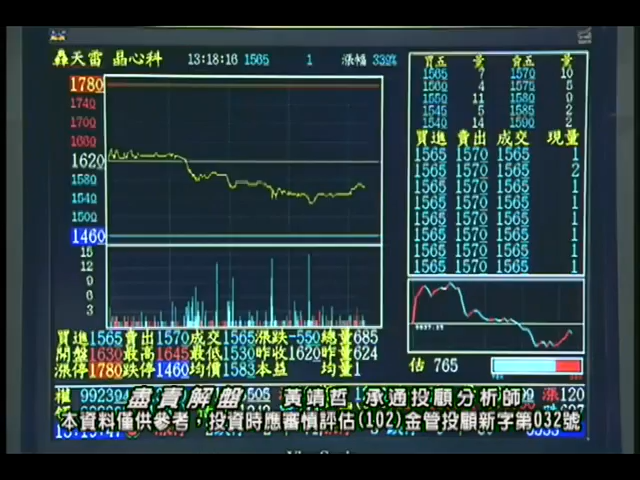 轟天雷 晶心科 13:18:16 1565 1 漲幅 339%
買五 量 賣五 量
1565 7 1570 10
1560 4 1575 5
1550 11 1580 9
1545 5 1585 2
1540 14 1590 2
買進 賣出 成交 現量
1565 1570 1565 1
1565 1570 1565 2
1565 1570 1565 1
1565 1570 1565 1
1565 1570 1565 1
1565 1570 1565 1
1565 1570 1565 1
1565 1570 1565 1
1780
1740
1700
1660
1620
1580
1540
1500
1460
15
12
9
6
3
估 765
買進1565 賣出1570 成交1565 漲跌-550 總量685
開盤1630 最高1645 最低1530 昨收1620 昨量624
漲停1780 跌停1460 均價1583 本益 均量1
盡責解盤 黃靖哲 承通投顧分析師
本資料僅供參考，投資時應審慎評估(102)金管投顧新字第032號